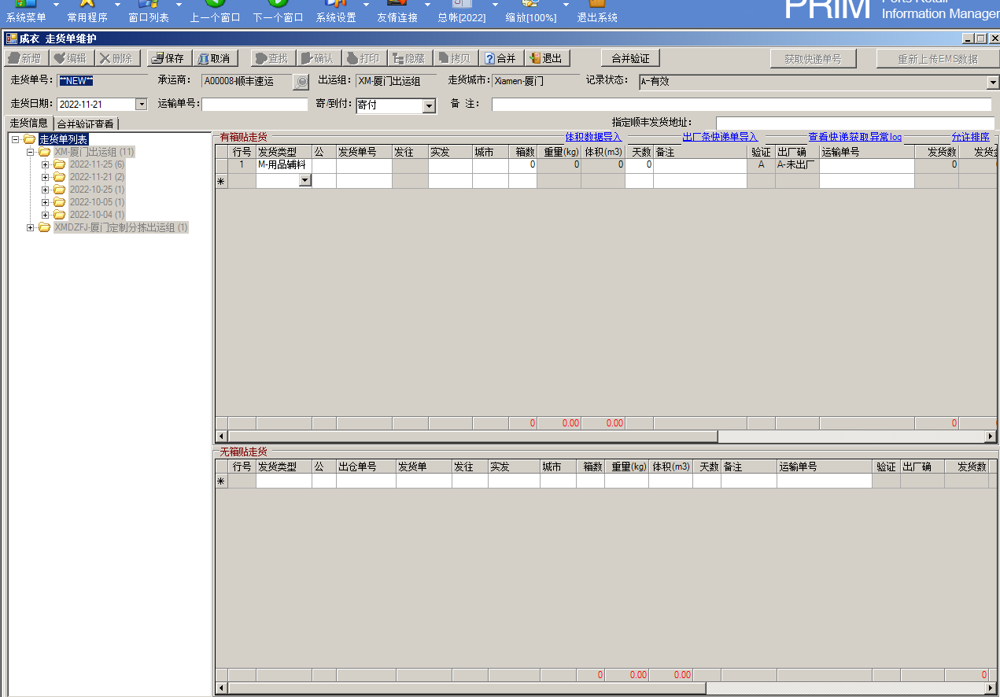 PRIM Ports Retail
Information Manager
系统菜单 常用程序 窗口列表 上一个窗口 下一个窗口 系统设置 友情连接 总帐[2022] 缩放[100%] 退出系统
成衣 走货单维护
新增 编辑 删除 保存 取消 查找 确认 打印 隐藏 拷贝 合并 退出 合并验证 获取快递单号 重新上传EMS数据
走货单号: **NEW** 承运商: A00008-顺丰速运 出运组: XM-厦门出运组 走货城市: Xiamen-厦门 记录状态: A-有效
走货日期: 2022-11-21 运输单号: 寄/到付: 寄付 备 注:
指定顺丰发货地址:
走货信息 合并验证查看
走货单列表
XM-厦门出运组 (11)
2022-11-25 (6)
2022-11-21 (2)
2022-10-25 (1)
2022-10-05 (1)
2022-10-04 (1)
XMDZFJ-厦门定制分拣出运组 (1)
有箱贴走货 体积数据导入 出厂条快递单导入 查看快递获取异常log 允许排序
行号 发货类型 公 发货单号 发往 实发 城市 箱数 重量(kg) 体积(m3) 天数 备注 验证 出厂确 运输单号 发货数 发货
1 M-用品辅料 0 0 0 0 A A-未出厂 0
0 0.00 0.00 0
无箱贴走货
行号 发货类型 公 出仓单号 发货单 发往 实发 城市 箱数 重量(kg) 体积(m3) 天数 备注 运输单号 验证 出厂确 发货数
0 0.00 0.00 0